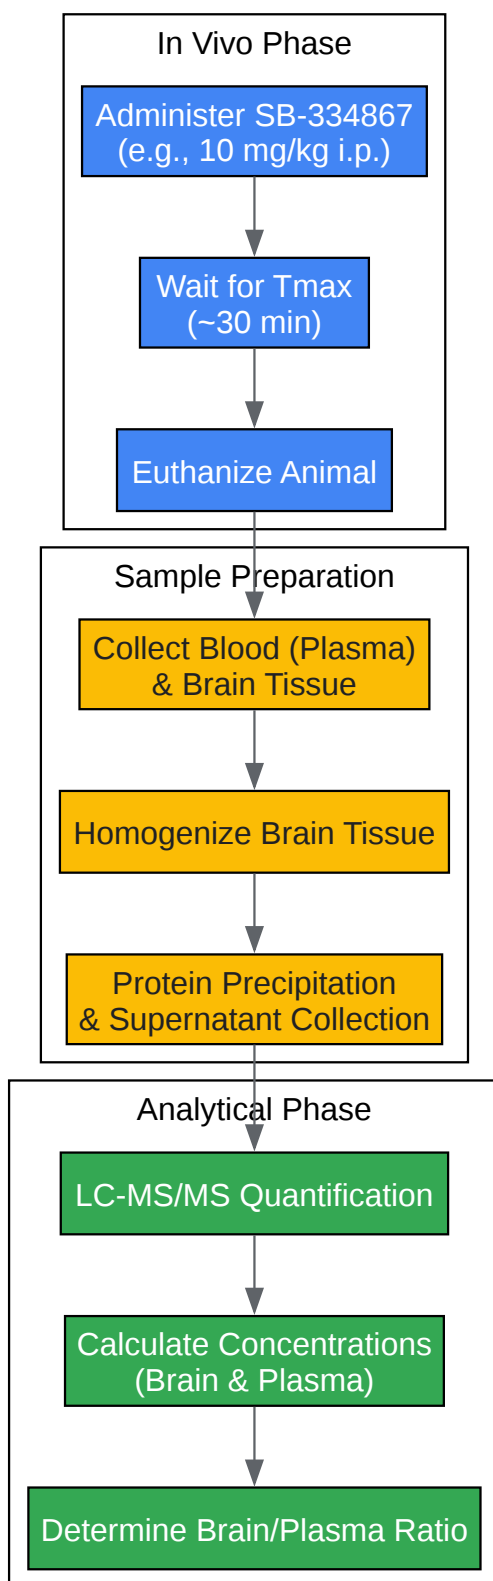 In Vivo Phase
Administer SB-334867
(e.g., 10 mg/kg i.p.)
Wait for Tmax
(~30 min)
Euthanize Animal
Sample Preparation
Collect Blood (Plasma)
& Brain Tissue
Homogenize Brain Tissue
Protein Precipitation
& Supernatant Collection
Analytical Phase
LC-MS/MS Quantification
Calculate Concentrations
(Brain & Plasma)
Determine Brain/Plasma Ratio